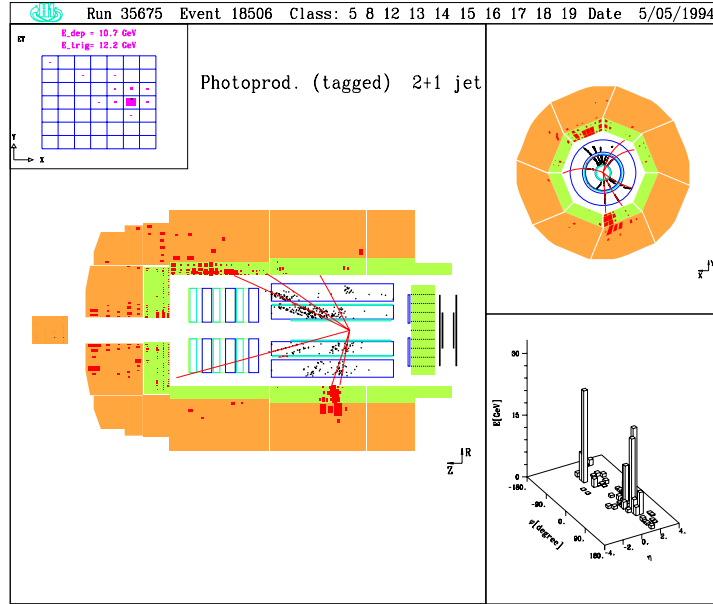 Run 35675 Event 18506 Class: 5 8 12 13 14 15 16 17 18 19 Date 5/05/1994
ET
E_dep = 10.7 GeV
E_trig= 12.2 GeV
Y
X
Photoprod. (tagged) 2+1 jet
Y
X
R
Z
E[GeV]
30.
15
0
-180.
-90.
0.
90.
180.
φ[degree]
-4.
-2.
0.
2.
4.
η